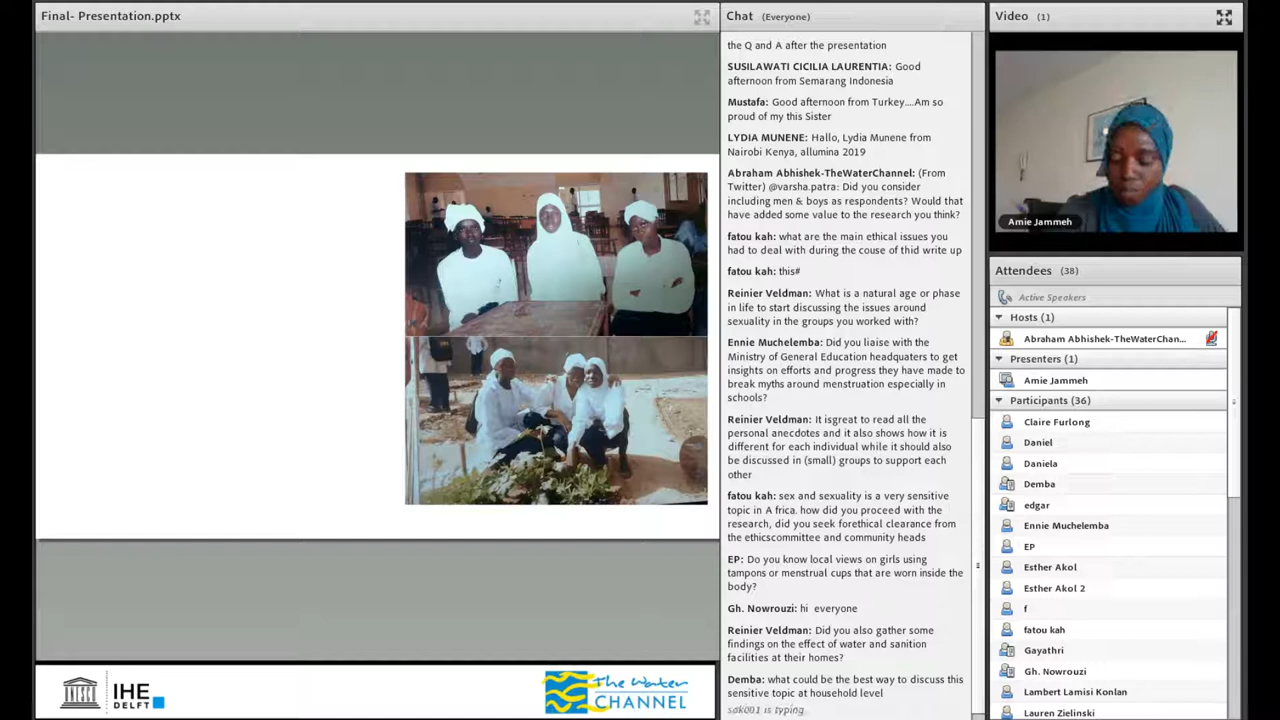 Final- Presentation.pptx
UNESCO
IHE
DELFT
The Water
CHANNEL
Chat (Everyone)
the Q and A after the presentation
SUSILAWATI CICILIA LAURENTIA: Good
afternoon from Semarang Indonesia
Mustafa: Good afternoon from Turkey....Am so
proud of my this Sister
LYDIA MUNENE: Hallo, Lydia Munene from
Nairobi Kenya, allumina 2019
Abraham Abhishek-TheWaterChannel: (From
Twitter) @varsha.patra: Did you consider
including men & boys as respondents? Would that
have added some value to the research you think?
fatou kah: what are the main ethical issues you
had to deal with during the couse of thid write up
fatou kah: this#
Reinier Veldman: What is a natural age or phase
in life to start discussing the issues around
sexuality in the groups you worked with?
Ennie Muchelemba: Did you liaise with the
Ministry of General Education headquaters to get
insights on efforts and progress they have made to
break myths around menstruation especially in
schools?
Reinier Veldman: It isgreat to read all the
personal anecdotes and it also shows how it is
different for each individual while it should also
be discussed in (small) groups to support each
other
fatou kah: sex and sexuality is a very sensitive
topic in A frica. how did you proceed with the
research, did you seek forethical clearance from
the ethicscommittee and community heads
EP: Do you know local views on girls using
tampons or menstrual cups that are worn inside the
body?
Gh. Nowrouzi: hi everyone
Reinier Veldman: Did you also gather some
findings on the effect of water and sanition
facilities at their homes?
Demba: what could be the best way to discuss this
sensitive topic at household level
sok001 is typing.
Video (1)
Amie Jammeh
Attendees (38)
Active Speakers
Hosts (1)
Abraham Abhishek-TheWaterChan...
Presenters (1)
Amie Jammeh
Participants (36)
Claire Furlong
Daniel
Daniela
Demba
edgar
Ennie Muchelemba
EP
Esther Akol
Esther Akol 2
f
fatou kah
Gayathri
Gh. Nowrouzi
Lambert Lamisi Konlan
Lauren Zielinski